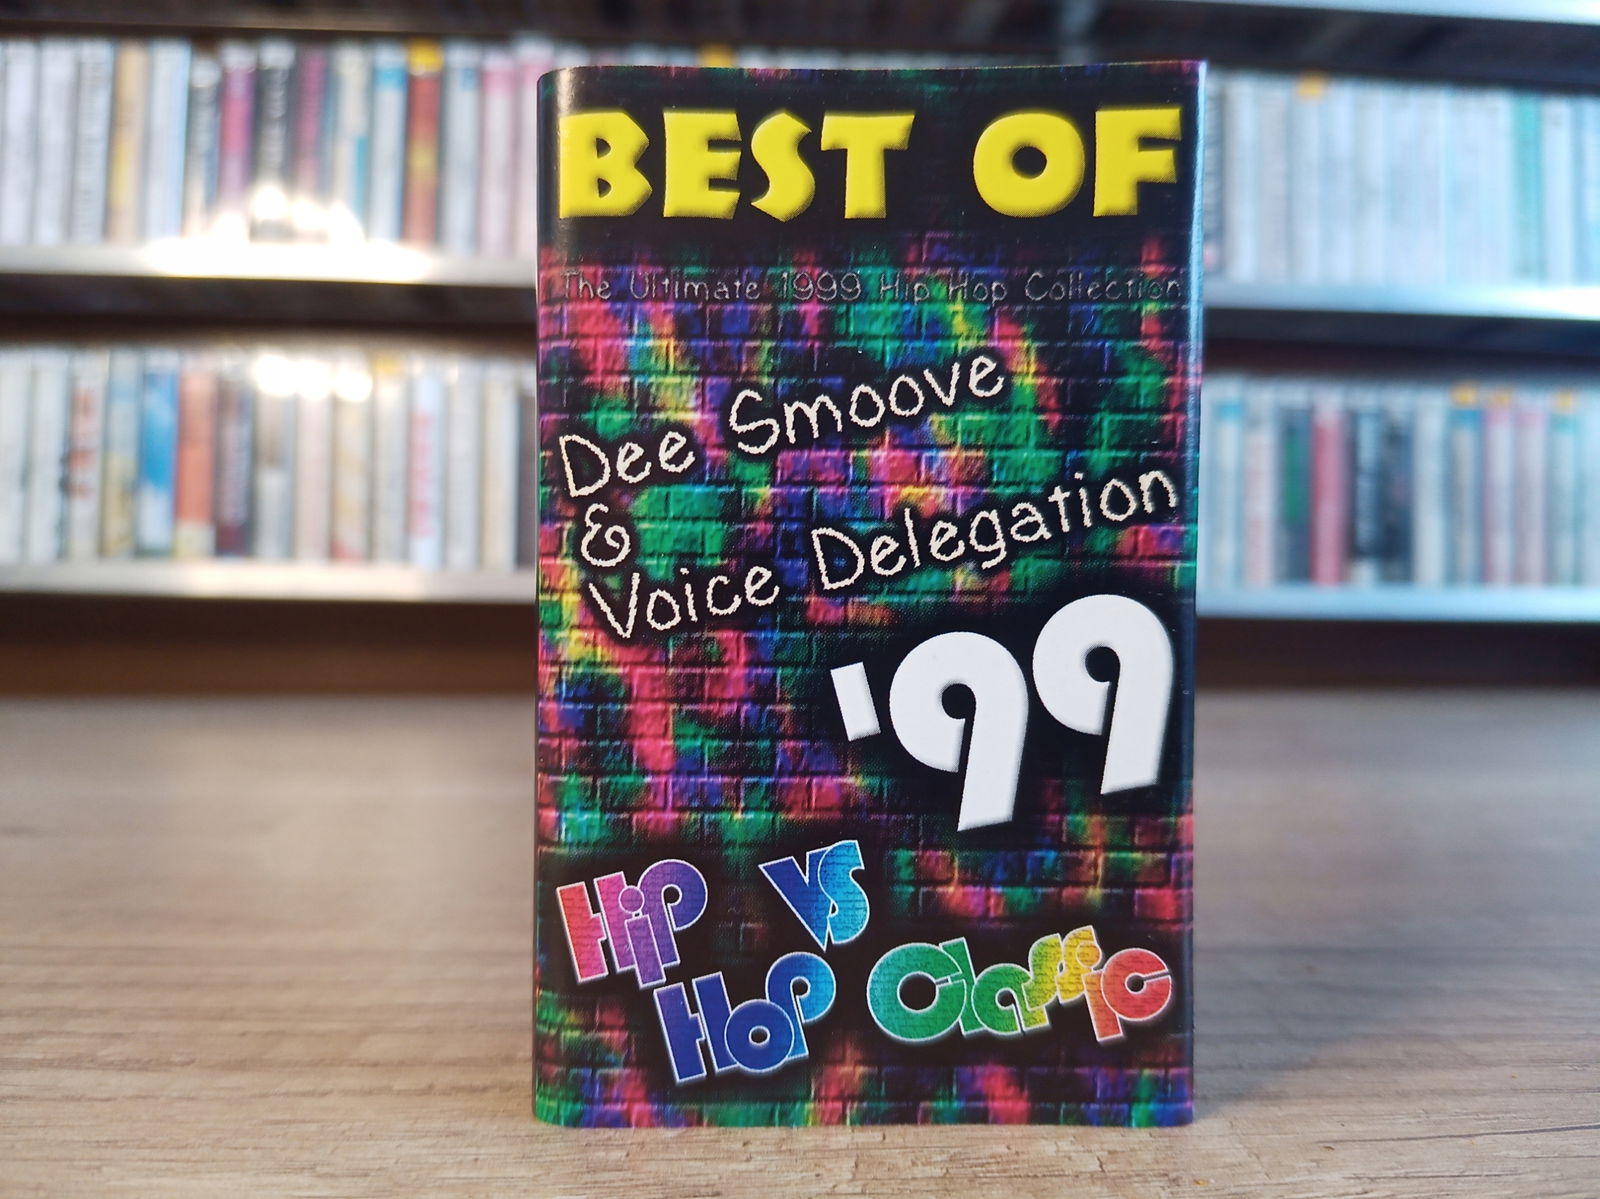 BEST OF
The Ultimate 1999 Hip Hop Collection
Dee Smoove
&
Voice Delegation
'99
Hip VS
Hop Classic